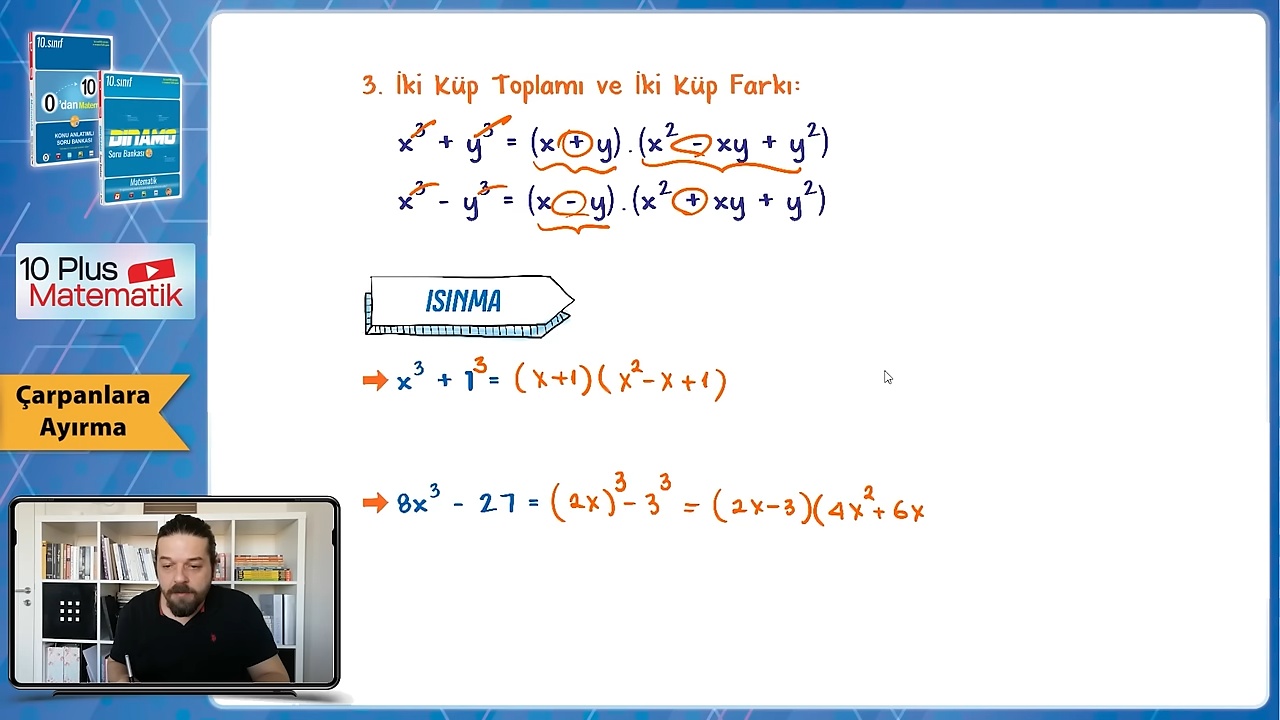 10.sınıf
0'dan 10
Matem
KONU ANLATIMLI
SORU BANKASI
10.sınıf
DİNAMO
Soru Bankası
Matematik
10 Plus
Matematik
Çarpanlara
Ayırma
3. İki Küp Toplamı ve İki Küp Farkı:
x³ + y³ = (x + y) . (x² - xy + y²)
x³ - y³ = (x - y) . (x² + xy + y²)
ISINMA
x³ + 1³ = (x+1)(x²-x+1)
8x³ - 27 = (2x)³-3³ = (2x-3)(4x²+6x